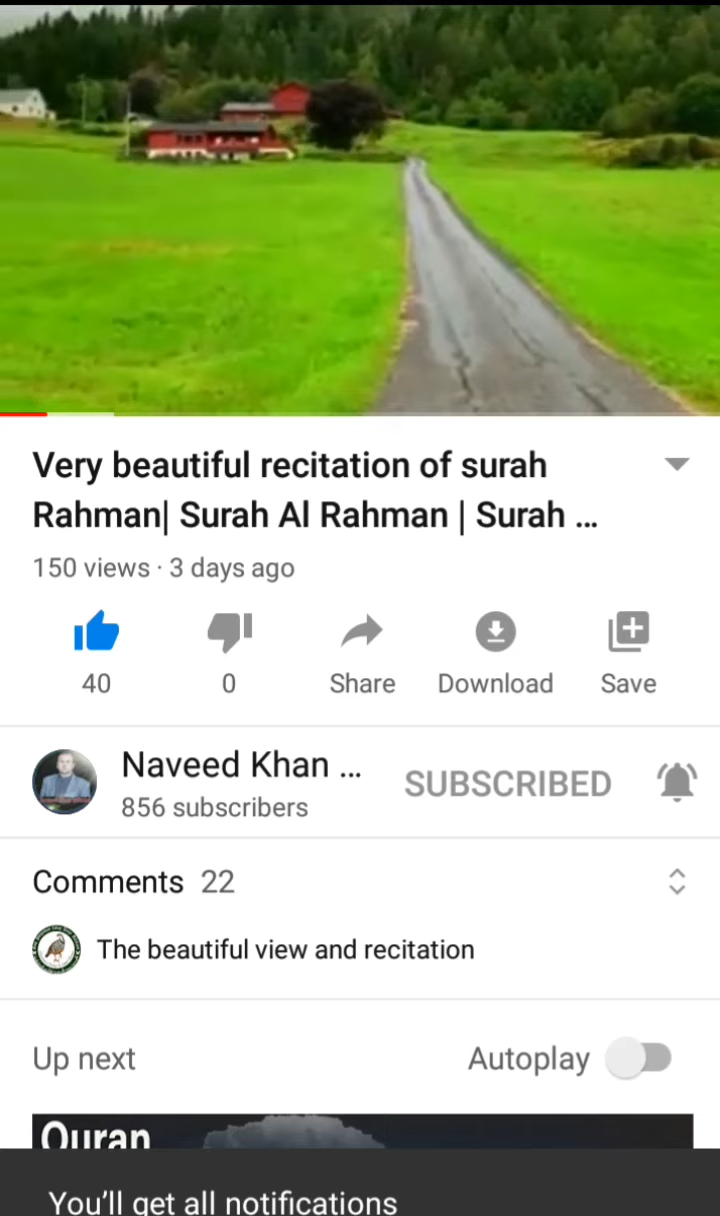 Very beautiful recitation of surah
Rahman| Surah Al Rahman | Surah ...
150 views · 3 days ago
40
0
Share
Download
Save
Naveed Khan ...
SUBSCRIBED
856 subscribers
Comments 22
The beautiful view and recitation
Up next
Autoplay
Quran
You'll get all notifications